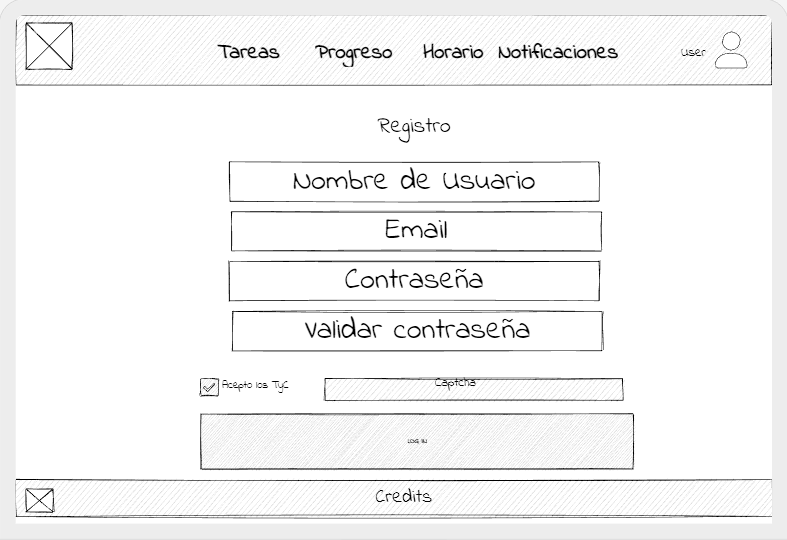 Tareas Progreso Horario Notificaciones user
Registro
Nombre de Usuario
Email
Contraseña
Validar contraseña
Acepto los TyC Captcha
LOG IN
Credits